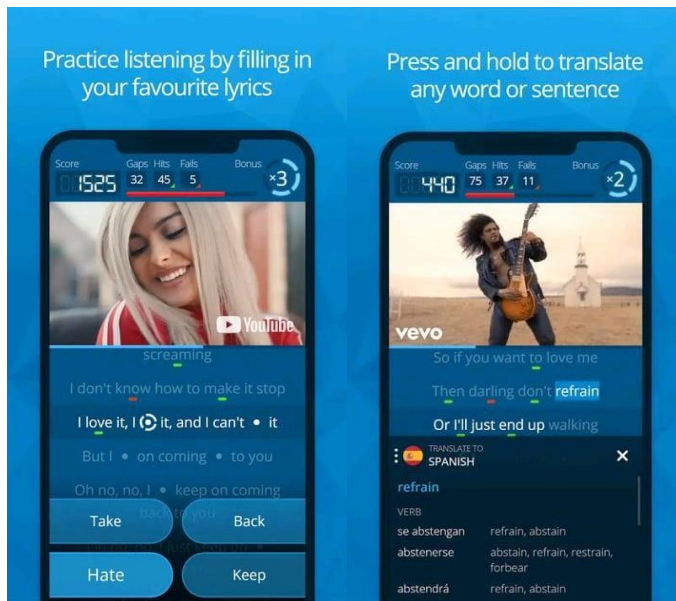 Practice listening by filling in
your favourite lyrics
Score Gaps Hits Fails Bonus
001525 32 45 5 ×3
YouTube
screaming
I don't know how to make it stop
I love it, I it, and I can't • it
But I • on coming • to you
Oh no, no, I • keep on coming
back to you
Take Back
Hate Keep
Press and hold to translate
any word or sentence
Score Gaps Hits Fails Bonus
00440 75 37 11 ×2
vevo
So if you want to love me
Then darling don't refrain
Or I'll just end up walking
TRANSLATE TO
SPANISH ×
refrain
VERB
se abstengan refrain, abstain
abstenerse abstain, refrain, restrain,
forbear
abstendrá refrain, abstain